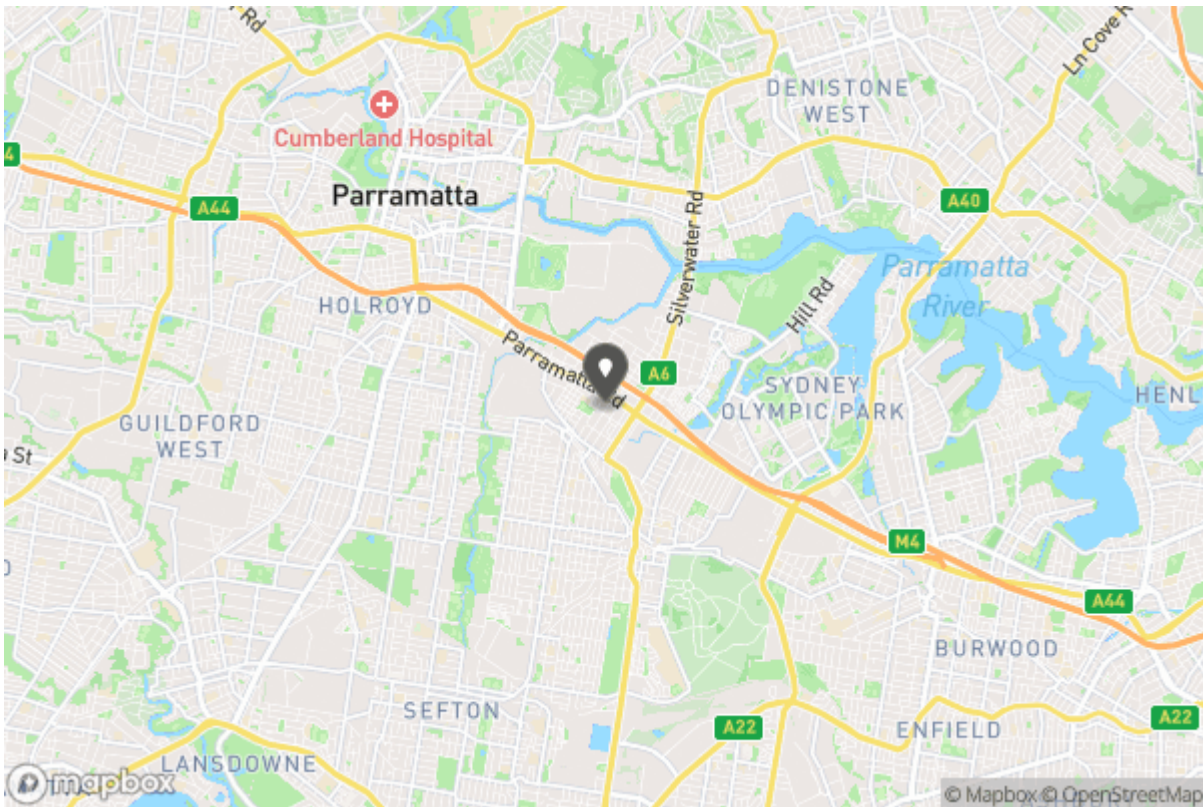 Rd
Ln Cove R
DENISTONE
WEST
Cumberland Hospital
4
Parramatta
A44
A40
Silverwater Rd
Parramatta
River
Hill Rd
HOLROYD
Parramatta Rd
A6
SYDNEY
OLYMPIC PARK
HENL
GUILDFORD
WEST
St
M4
A44
BURWOOD
SEFTON
A22
ENFIELD
A22
LANSDOWNE
mapbox
© Mapbox © OpenStreetMap